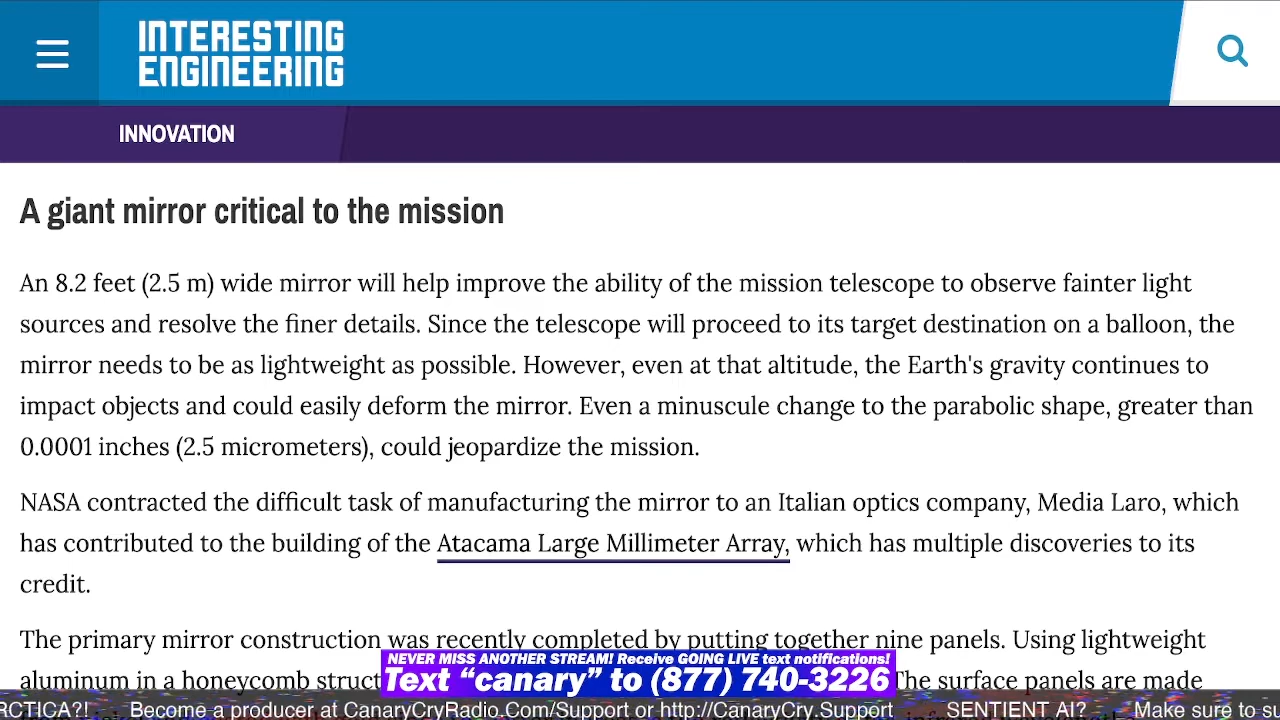 INTERESTING
ENGINEERING
INNOVATION
A giant mirror critical to the mission
An 8.2 feet (2.5 m) wide mirror will help improve the ability of the mission telescope to observe fainter light
sources and resolve the finer details. Since the telescope will proceed to its target destination on a balloon, the
mirror needs to be as lightweight as possible. However, even at that altitude, the Earth's gravity continues to
impact objects and could easily deform the mirror. Even a minuscule change to the parabolic shape, greater than
0.0001 inches (2.5 micrometers), could jeopardize the mission.
NASA contracted the difficult task of manufacturing the mirror to an Italian optics company, Media Laro, which
has contributed to the building of the Atacama Large Millimeter Array, which has multiple discoveries to its
credit.
The primary mirror construction was recently completed by putting together nine panels. Using lightweight
aluminum in a honeycomb struct The surface panels are made
NEVER MISS ANOTHER STREAM! Receive GOING LIVE text notifications!
Text “canary” to (877) 740-3226
RCTICA?! Become a producer at CanaryCryRadio.Com/Support or http://CanaryCry.Support SENTIENT AI? Make sure to su